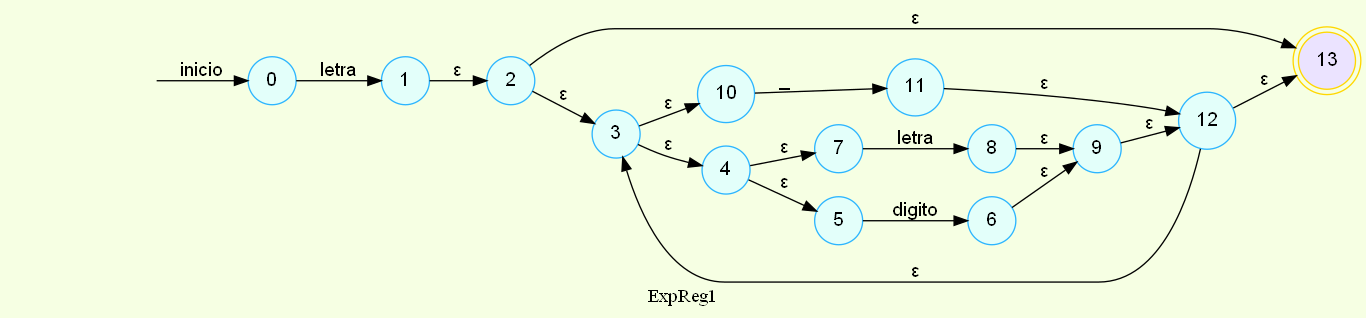 ε
inicio 0 letra 1 ε 2 13
ε 10 _ 11 ε ε
ε 3 12
ε ε 7 letra 8 ε 9 ε
4
ε 5 digito 6 ε
ε
ExpReg1